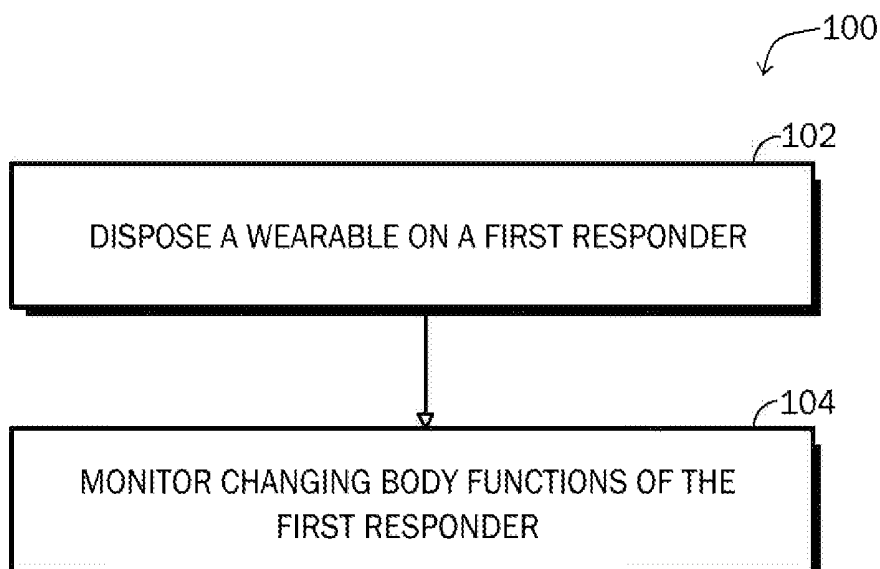 100
102
DISPOSE A WEARABLE ON A FIRST RESPONDER
104
MONITOR CHANGING BODY FUNCTIONS OF THE
FIRST RESPONDER